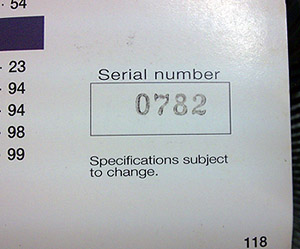 · 54
· 23
· 94
· 94
· 98
· 99
Serial number
0782
Specifications subject
to change.
118